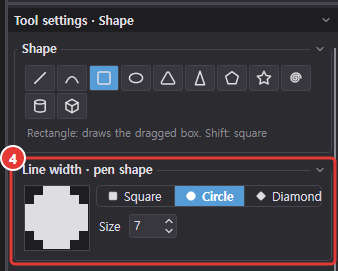 Tool settings · Shape
Shape
Rectangle: draws the dragged box. Shift: square
4
Line width · pen shape
Square Circle Diamond
Size 7